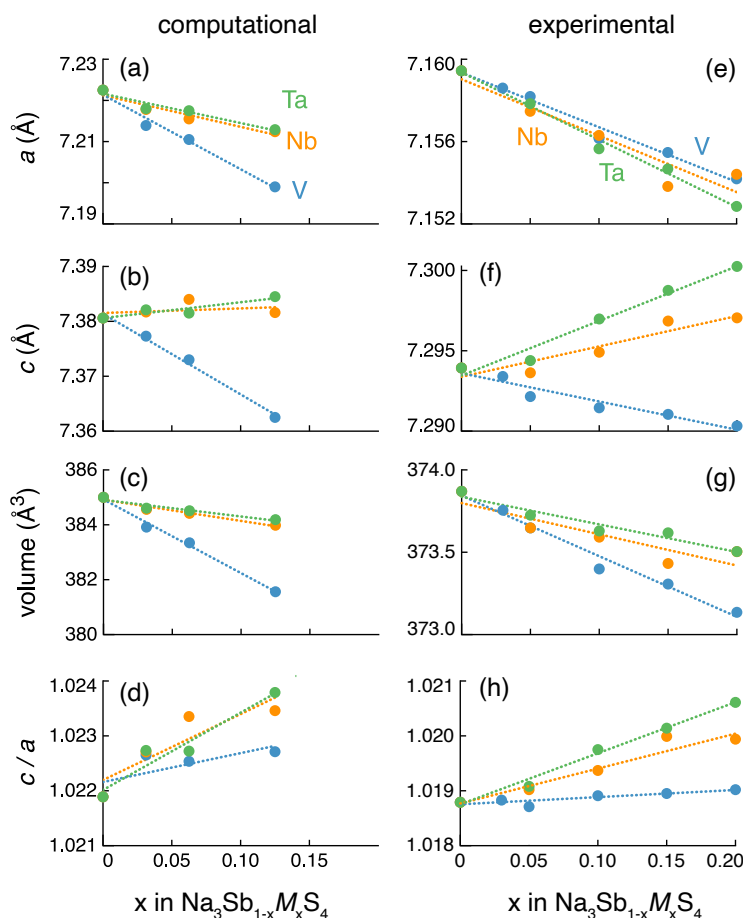 computational
experimental
(a)
7.23
7.21
7.19
a (Å)
Ta
Nb
V
(e)
7.160
7.156
7.152
V
Nb
Ta
(b)
7.39
7.38
7.37
7.36
c (Å)
(f)
7.300
7.295
7.290
(c)
386
384
382
380
volume (Å³)
(g)
374.0
373.5
373.0
(d)
1.024
1.023
1.022
1.021
c / a
0 0.05 0.10 0.15
x in Na₃Sb₁₋ₓMₓS₄
(h)
1.021
1.020
1.019
1.018
0 0.05 0.10 0.15 0.20
x in Na₃Sb₁₋ₓMₓS₄